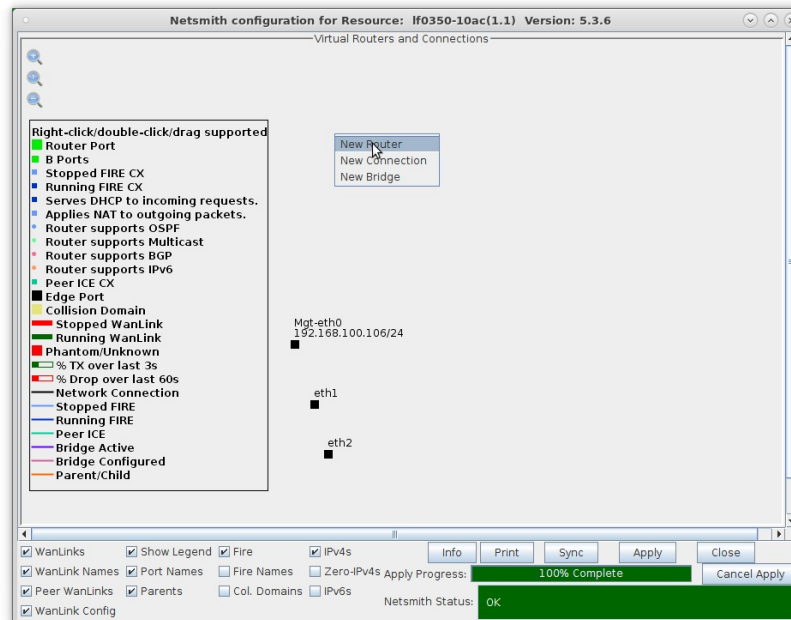 Netsmith configuration for Resource: lf0350-10ac(1.1) Version: 5.3.6
Virtual Routers and Connections
Right-click/double-click/drag supported
Router Port
B Ports
Stopped FIRE CX
Running FIRE CX
Serves DHCP to incoming requests.
Applies NAT to outgoing packets.
Router supports OSPF
Router supports Multicast
Router supports BGP
Router supports IPv6
Peer ICE CX
Edge Port
Collision Domain
Stopped WanLink
Running WanLink
Phantom/Unknown
% TX over last 3s
% Drop over last 60s
Network Connection
Stopped FIRE
Running FIRE
Peer ICE
Bridge Active
Bridge Configured
Parent/Child
New Router
New Connection
New Bridge
Mgt-eth0
192.168.100.106/24
eth1
eth2
WanLinks Show Legend Fire IPv4s Info Print Sync Apply Close
WanLink Names Port Names Fire Names Zero-IPv4s Apply Progress: 100% Complete Cancel Apply
Peer WanLinks Parents Col. Domains IPv6s Netsmith Status: OK
WanLink Config